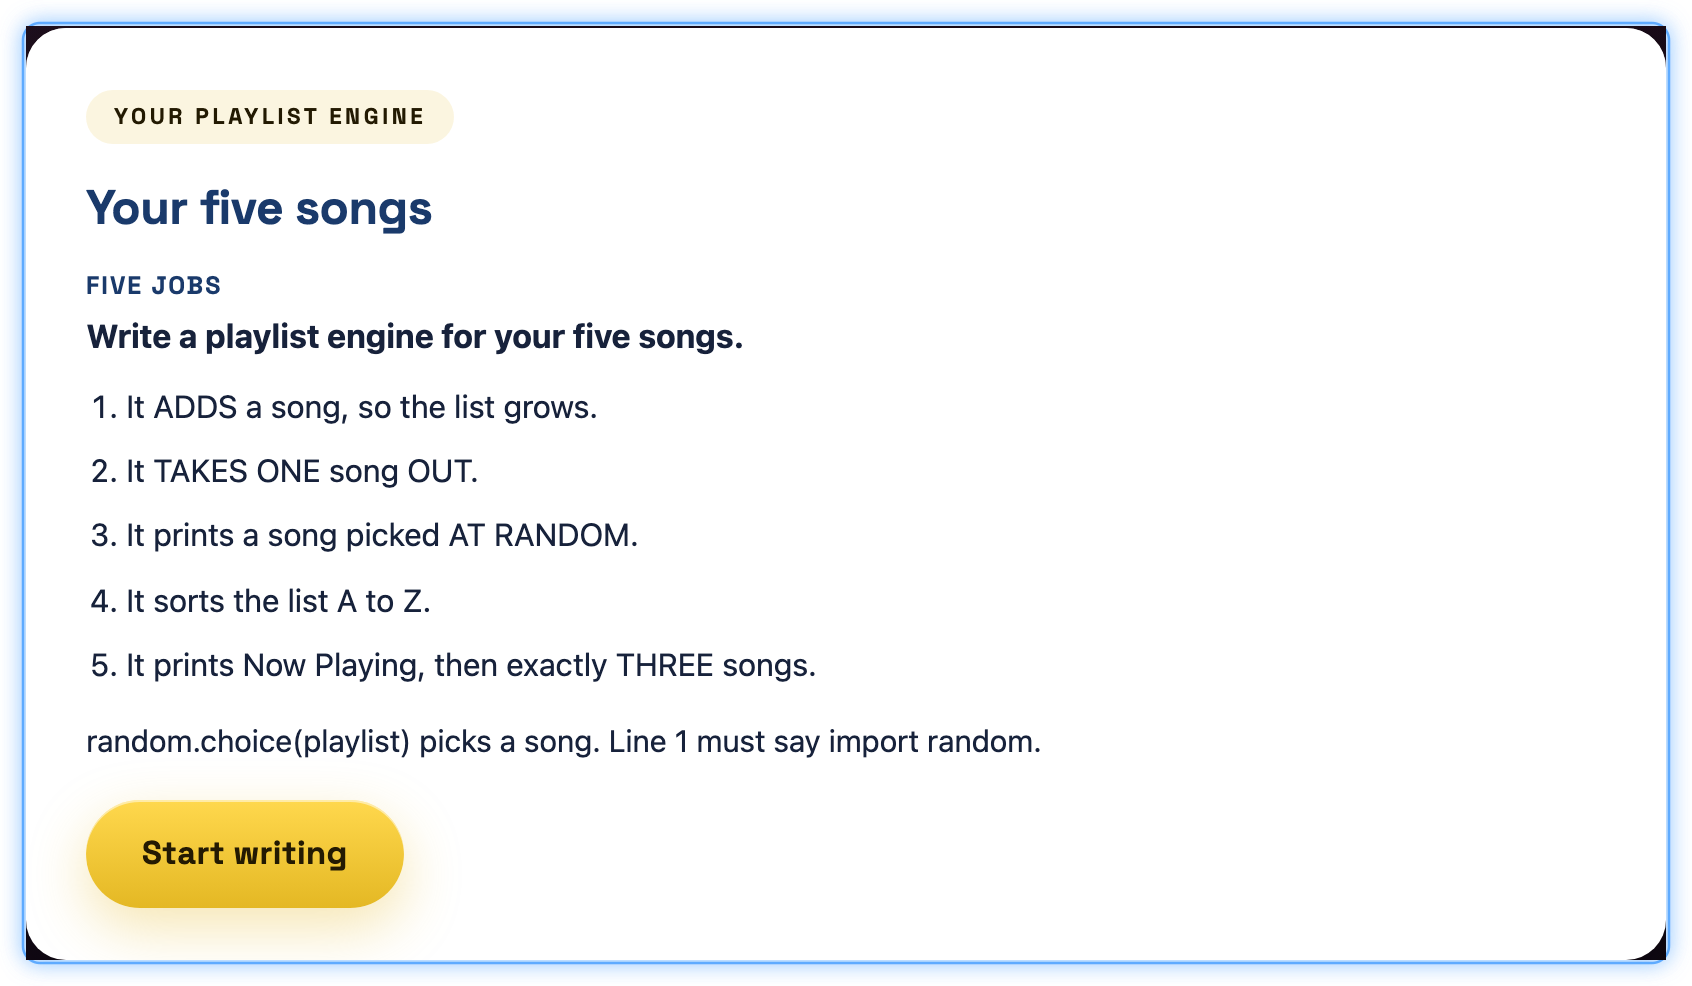 YOUR PLAYLIST ENGINE
Your five songs
FIVE JOBS
Write a playlist engine for your five songs.
1. It ADDS a song, so the list grows.
2. It TAKES ONE song OUT.
3. It prints a song picked AT RANDOM.
4. It sorts the list A to Z.
5. It prints Now Playing, then exactly THREE songs.
random.choice(playlist) picks a song. Line 1 must say import random.
Start writing